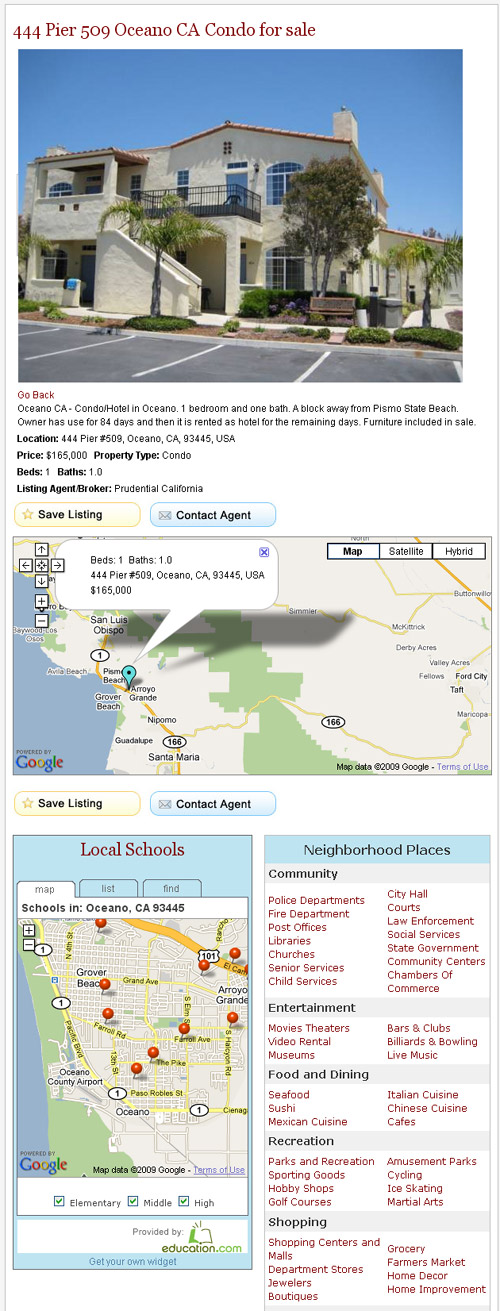 444 Pier 509 Oceano CA Condo for sale
Go Back
Oceano CA - Condo/Hotel in Oceano. 1 bedroom and one bath. A block away from Pismo State Beach.
Owner has use for 84 days and then it is rented as hotel for the remaining days. Furniture included in sale.
Location: 444 Pier #509, Oceano, CA, 93445, USA
Price: $165,000 Property Type: Condo
Beds: 1 Baths: 1.0
Listing Agent/Broker: Prudential California
Save Listing
Contact Agent
Beds: 1 Baths: 1.0
444 Pier #509, Oceano, CA, 93445, USA
$165,000
Map
Satellite
Hybrid
North
Buttonwillo
Simmler
McKittrick
Derby Acres
Valley Acres
Fellows
Ford City
Taft
Maricopa
Baywood-Los
Osos
San Luis
Obispo
1
Avila Beach
Pismo
Beach
Grover
Beach
Arroyo
Grande
Nipomo
Guadalupe
166
166
Santa Maria
POWERED BY
Google
Map data ©2009 Google - Terms of Use
Save Listing
Contact Agent
Local Schools
map
list
find
Schools in: Oceano, CA 93445
1
N 4th St
101
El Cam
Grover
Beach
Grand Ave
Arroyo
Grande
1
Pacific Blvd
Farroll Rd
S Elm St
Farroll Ave
S Halcyon Rd
13th St
The Pike
Oceano
County Airport
Paso Robles St
1
Oceano
1
Cienag
POWERED BY
Google
Map data ©2009 Google - Terms of Use
Elementary
Middle
High
Provided by:
education.com
Get your own widget
Neighborhood Places
Community
Police Departments
Fire Department
Post Offices
Libraries
Churches
Senior Services
Child Services
City Hall
Courts
Law Enforcement
Social Services
State Government
Community Centers
Chambers Of
Commerce
Entertainment
Movies Theaters
Video Rental
Museums
Bars & Clubs
Billiards & Bowling
Live Music
Food and Dining
Seafood
Sushi
Mexican Cuisine
Italian Cuisine
Chinese Cuisine
Cafes
Recreation
Parks and Recreation
Sporting Goods
Hobby Shops
Golf Courses
Amusement Parks
Cycling
Ice Skating
Martial Arts
Shopping
Shopping Centers and
Malls
Department Stores
Jewelers
Boutiques
Grocery
Farmers Market
Home Decor
Home Improvement